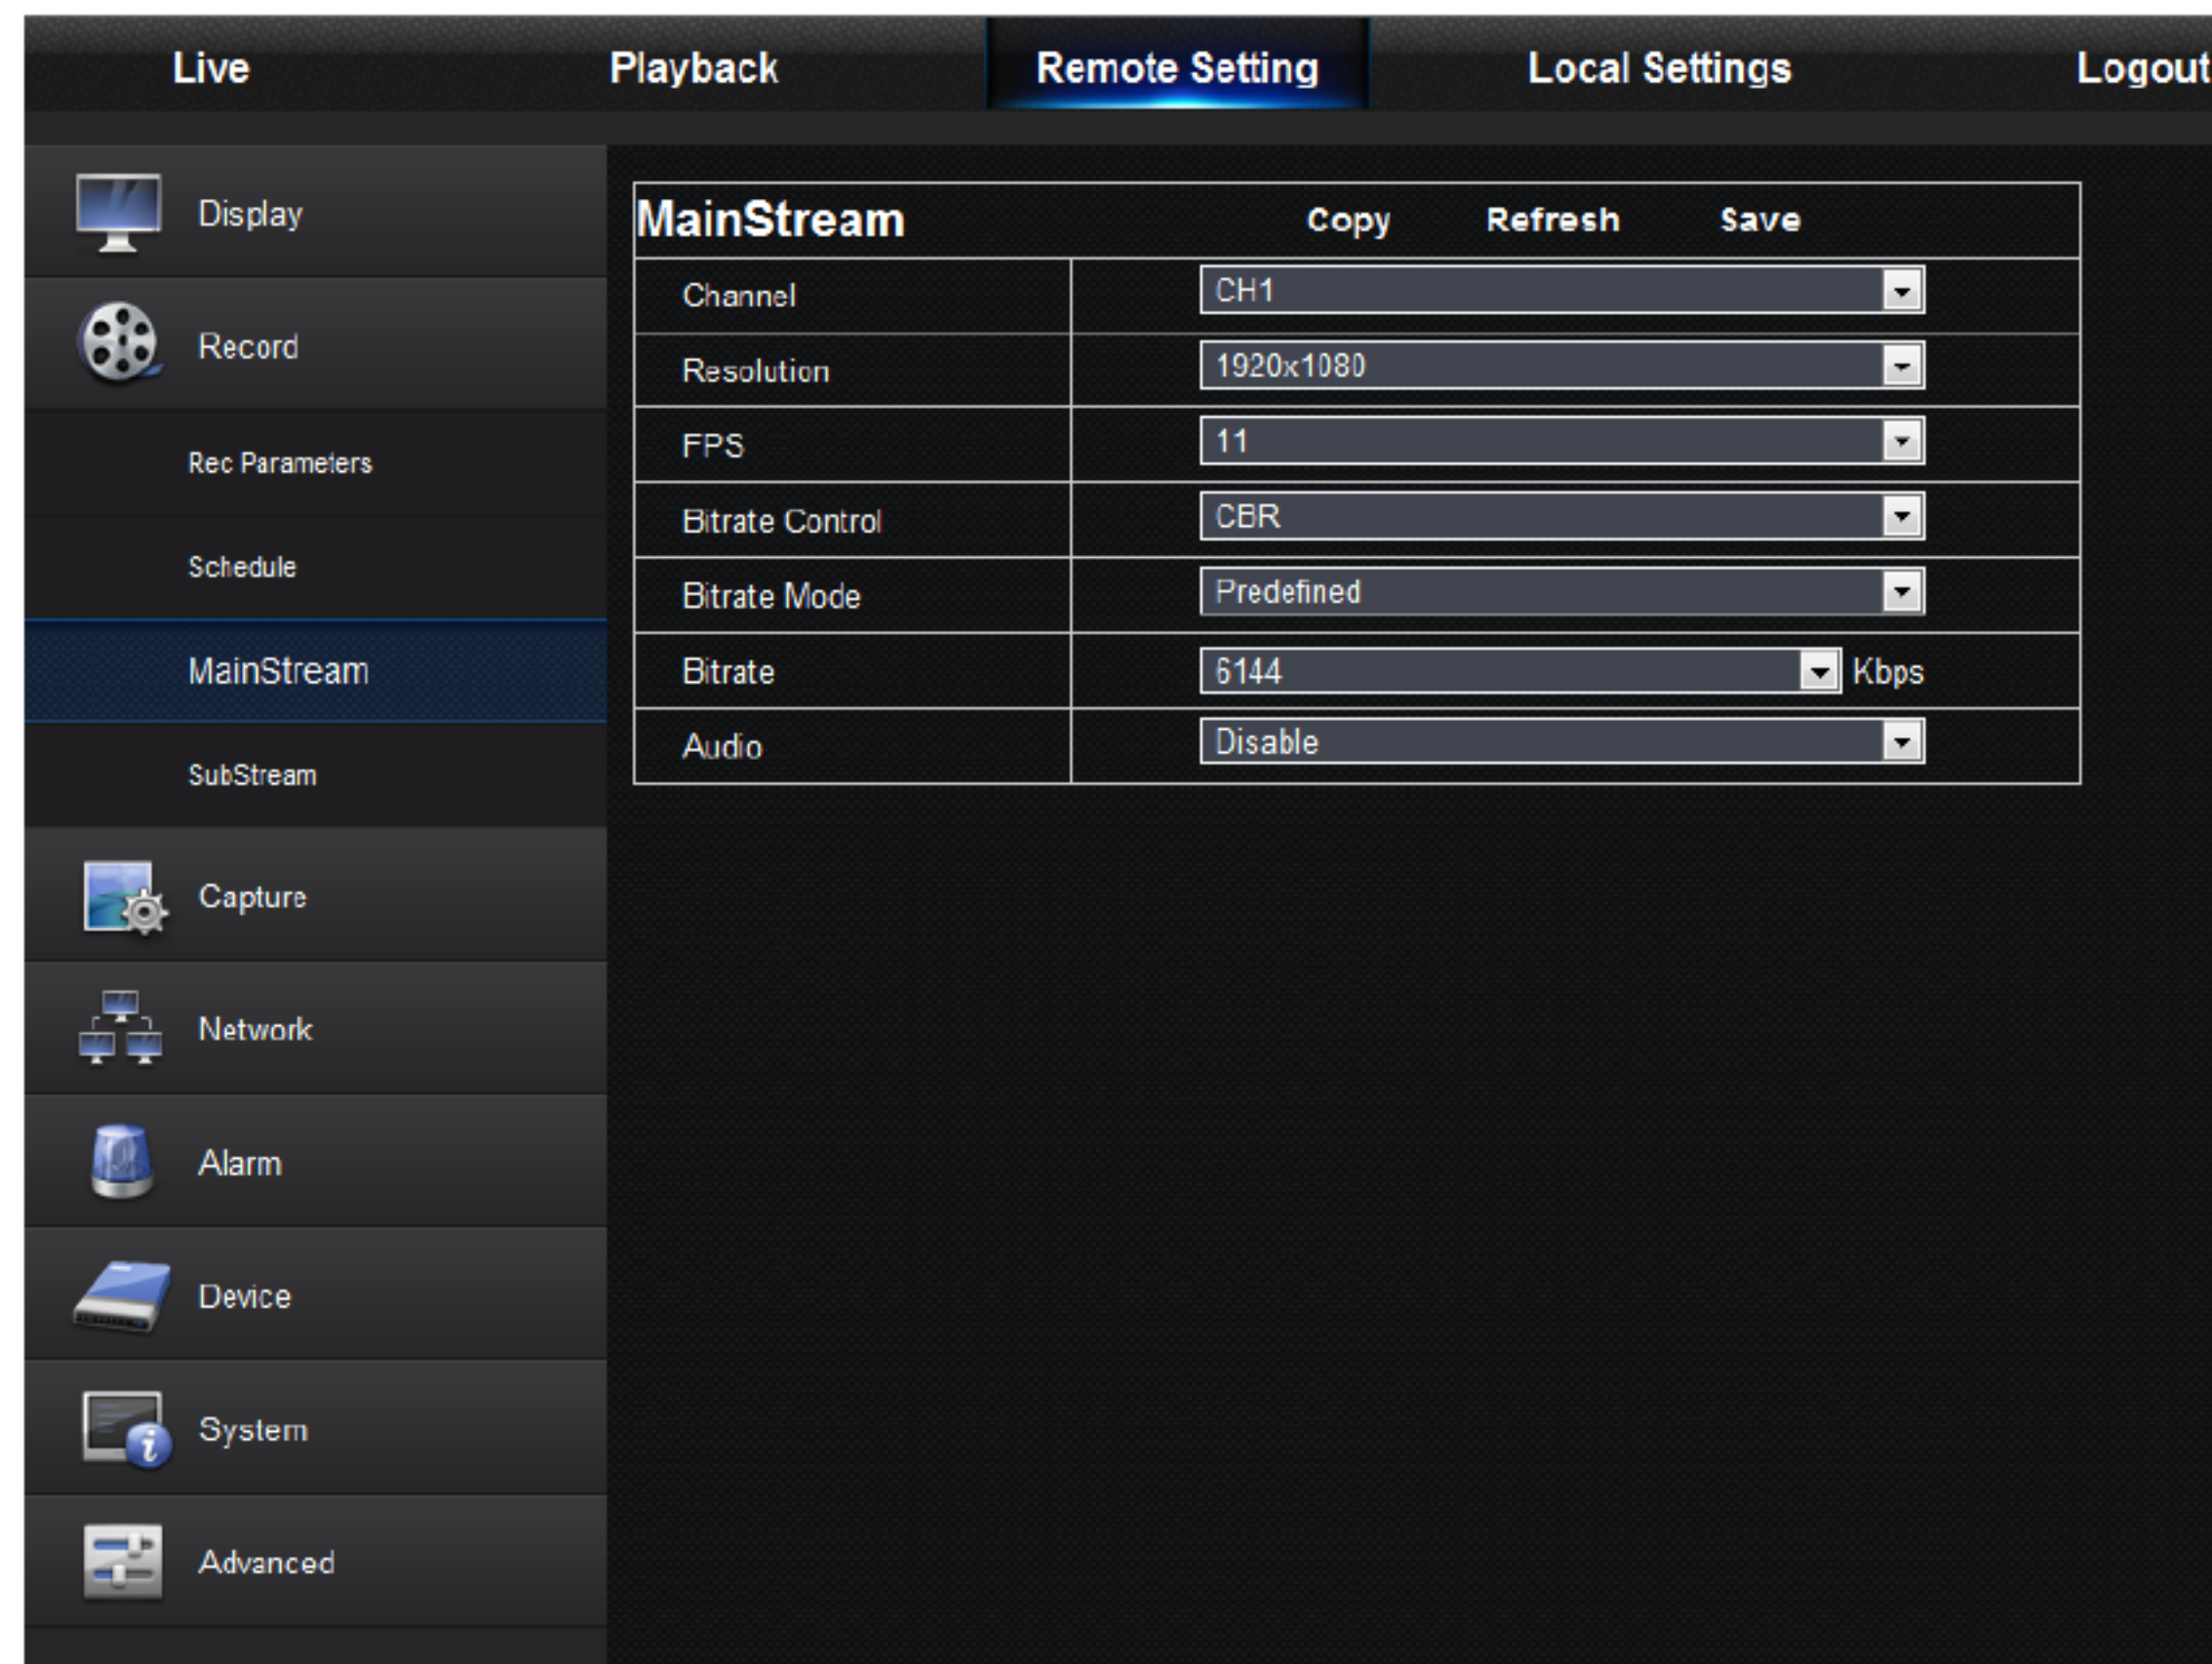 Live Playback Remote Setting Local Settings Logout
Display
Record
Rec Parameters
Schedule
MainStream
SubStream
Capture
Network
Alarm
Device
System
Advanced
MainStream Copy Refresh Save
Channel CH1
Resolution 1920x1080
FPS 11
Bitrate Control CBR
Bitrate Mode Predefined
Bitrate 6144 Kbps
Audio Disable